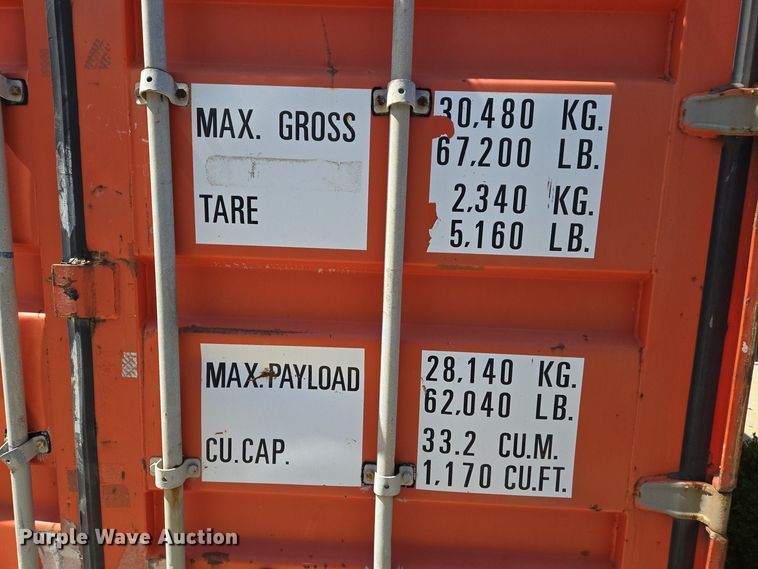 MAX. GROSS 30,480 KG.
67,200 LB.
TARE 2,340 KG.
5,160 LB.
MAX.PAYLOAD 28,140 KG.
62,040 LB.
CU.CAP. 33.2 CU.M.
1,170 CU.FT.
Purple Wave Auction